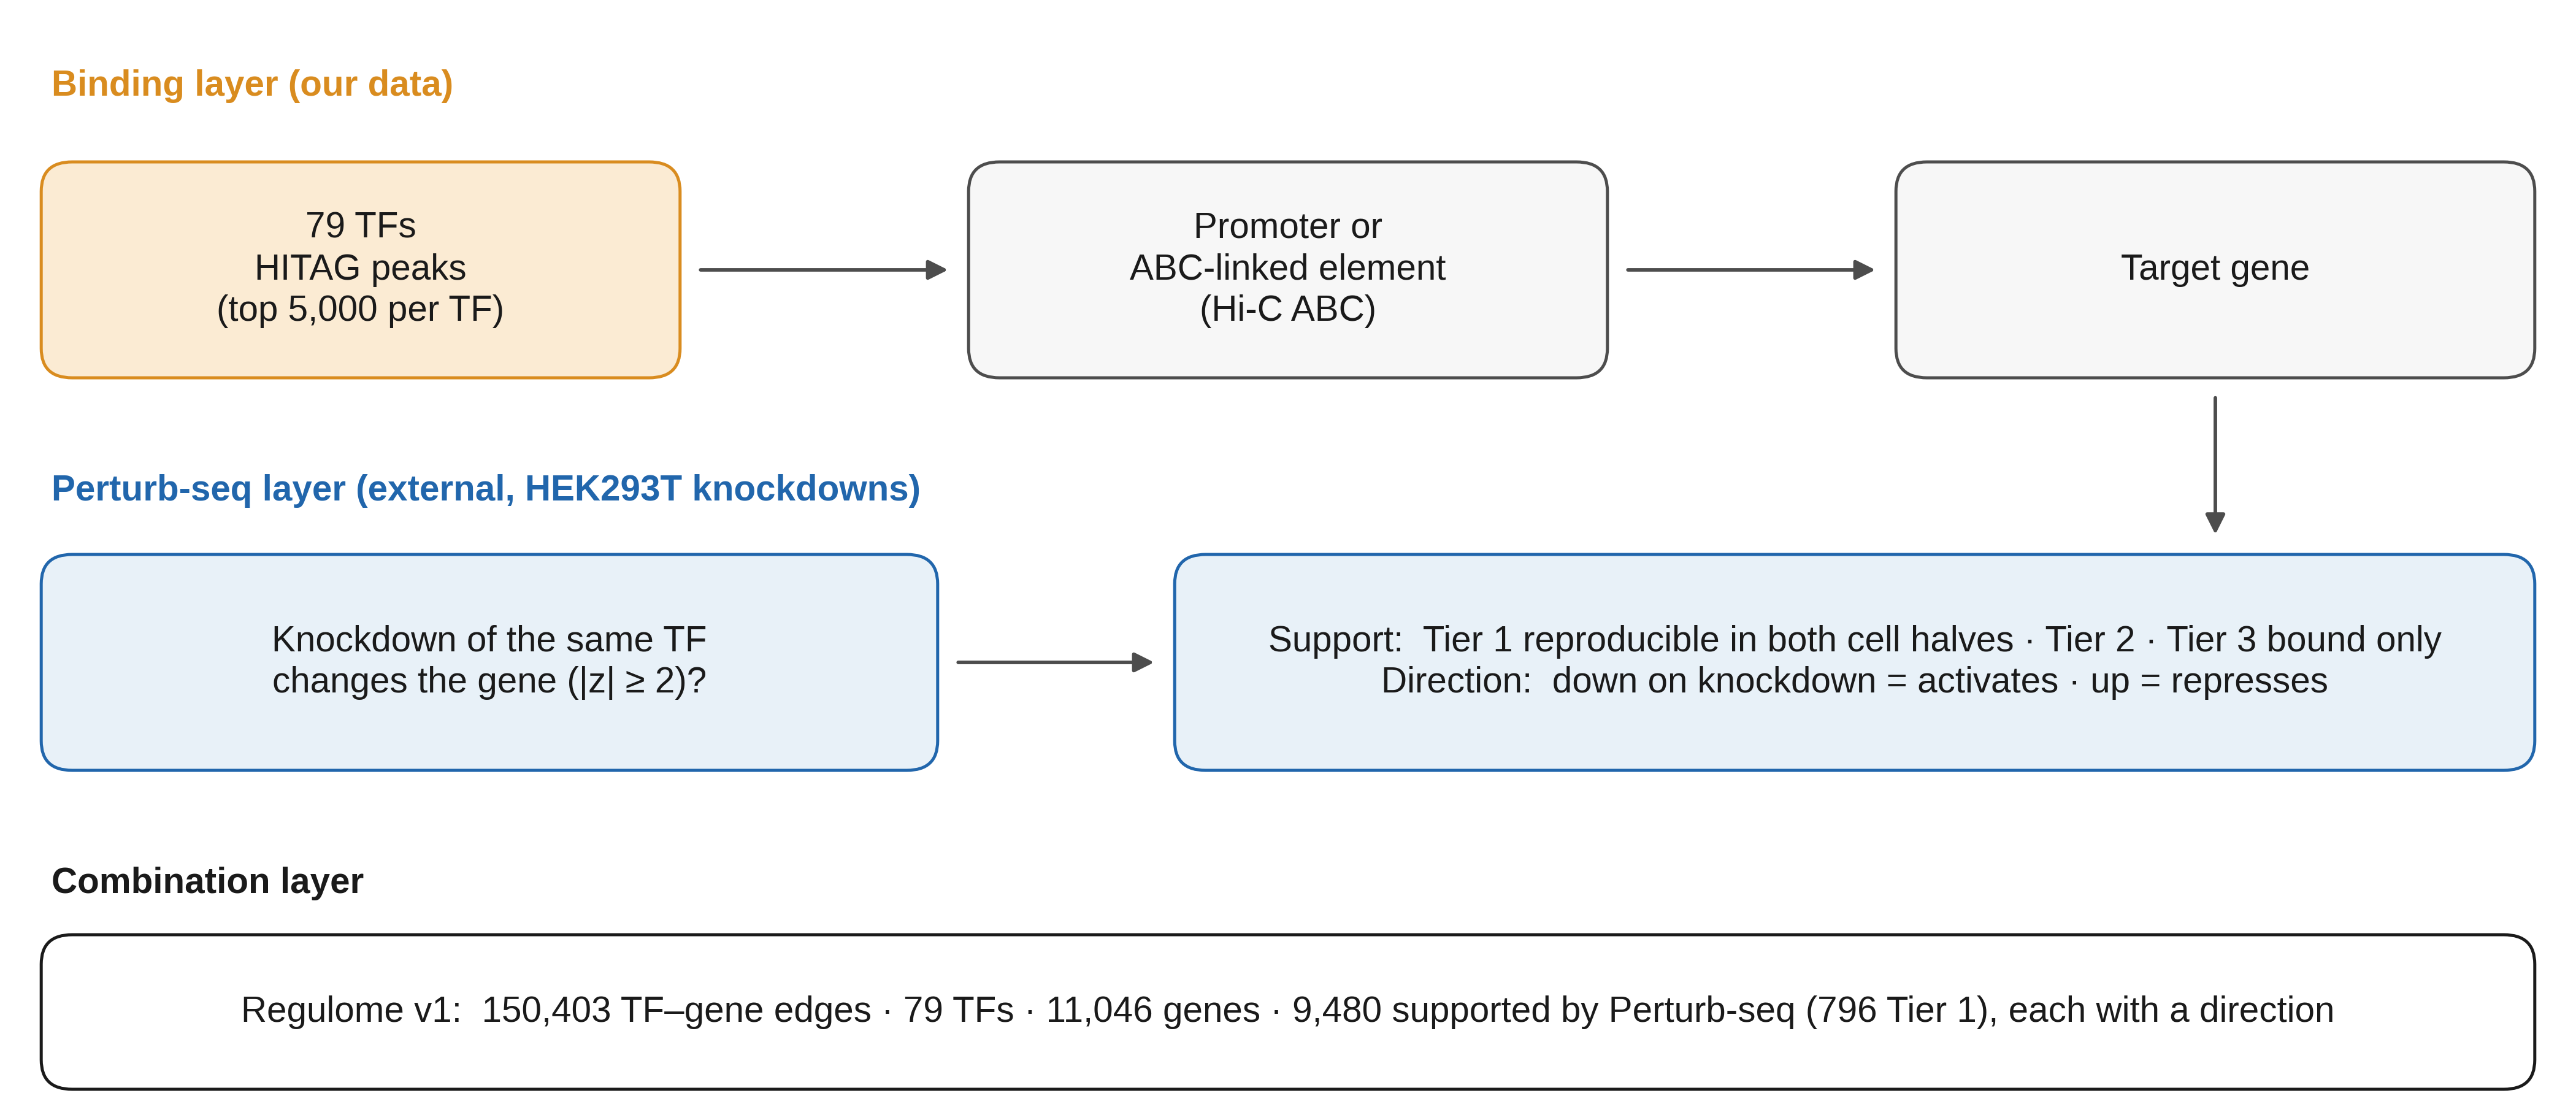 Binding layer (our data)
79 TFs
HITAG peaks
(top 5,000 per TF)
Promoter or
ABC-linked element
(Hi-C ABC)
Target gene
Perturb-seq layer (external, HEK293T knockdowns)
Knockdown of the same TF
changes the gene (|z| ≥ 2)?
Support:  Tier 1 reproducible in both cell halves · Tier 2 · Tier 3 bound only
Direction:  down on knockdown = activates · up = represses
Combination layer
Regulome v1:  150,403 TF–gene edges · 79 TFs · 11,046 genes · 9,480 supported by Perturb-seq (796 Tier 1), each with a direction